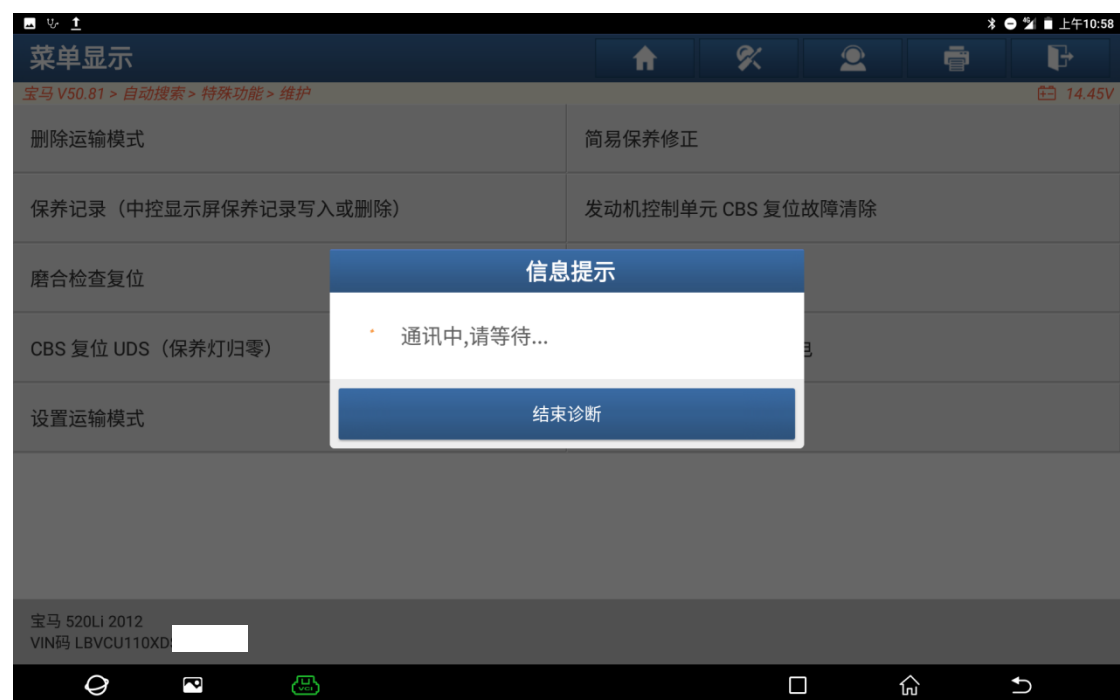 上午10:58
菜单显示
宝马 V50.81 > 自动搜索 > 特殊功能 > 维护
14.45V
删除运输模式
简易保养修正
保养记录（中控显示屏保养记录写入或删除）
发动机控制单元 CBS 复位故障清除
磨合检查复位
信息提示
通讯中,请等待...
CBS 复位 UDS（保养灯归零）
结束诊断
设置运输模式
宝马 520Li 2012
VIN码 LBVCU110XD
VCI